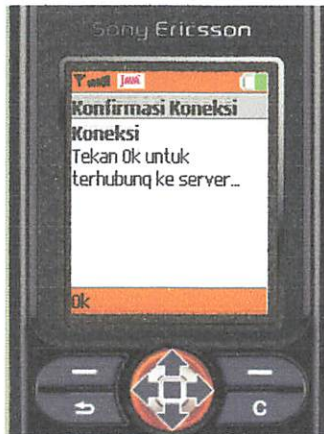 Sony Ericsson
JAVA
Konfirmasi Koneksi
Koneksi
Tekan Ok untuk
terhubung ke server...
Ok
C